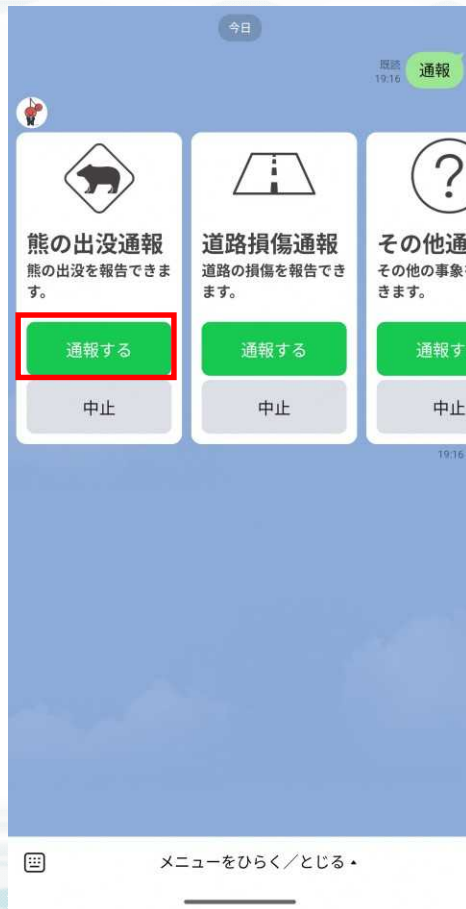 今日
既読
19:16
通報
熊の出没通報
熊の出没を報告できま
す。
通報する
中止
道路損傷通報
道路の損傷を報告でき
ます。
通報する
中止
?
その他通
その他の事象
きます。
通報す
中止
19:16
メニューをひらく／とじる▲